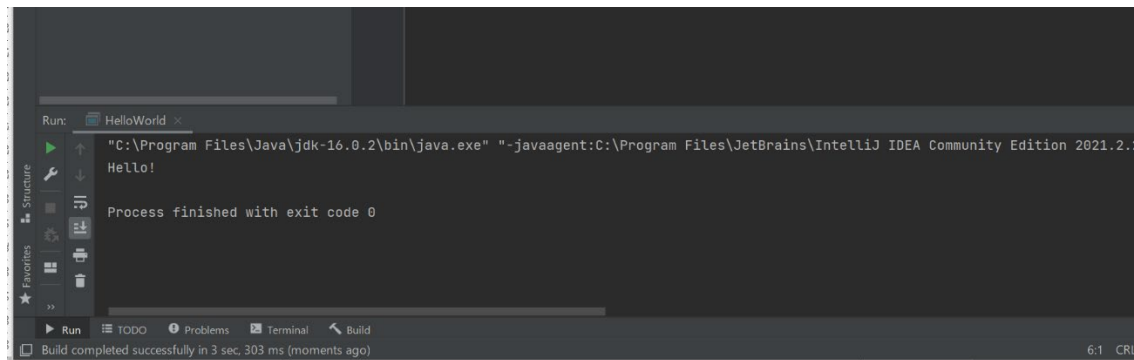 Run: HelloWorld ×
"C:\Program Files\Java\jdk-16.0.2\bin\java.exe" "-javaagent:C:\Program Files\JetBrains\IntelliJ IDEA Community Edition 2021.2.
Hello!
Process finished with exit code 0
Structure
Favorites
Run TODO Problems Terminal Build
Build completed successfully in 3 sec, 303 ms (moments ago) 6:1 CRL